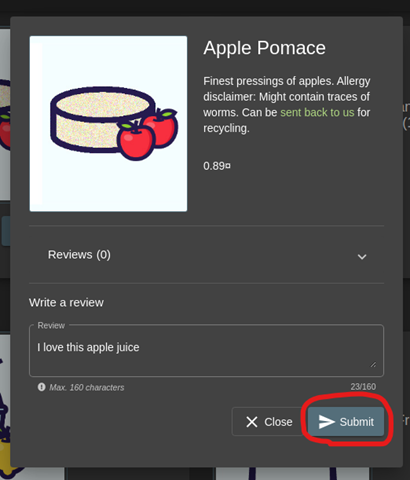 Apple Pomace
Finest pressings of apples. Allergy
disclaimer: Might contain traces of
worms. Can be sent back to us for
recycling.
0.89¤
Reviews (0)
Write a review
Review
I love this apple juice
Max. 160 characters
23/160
Close
Submit